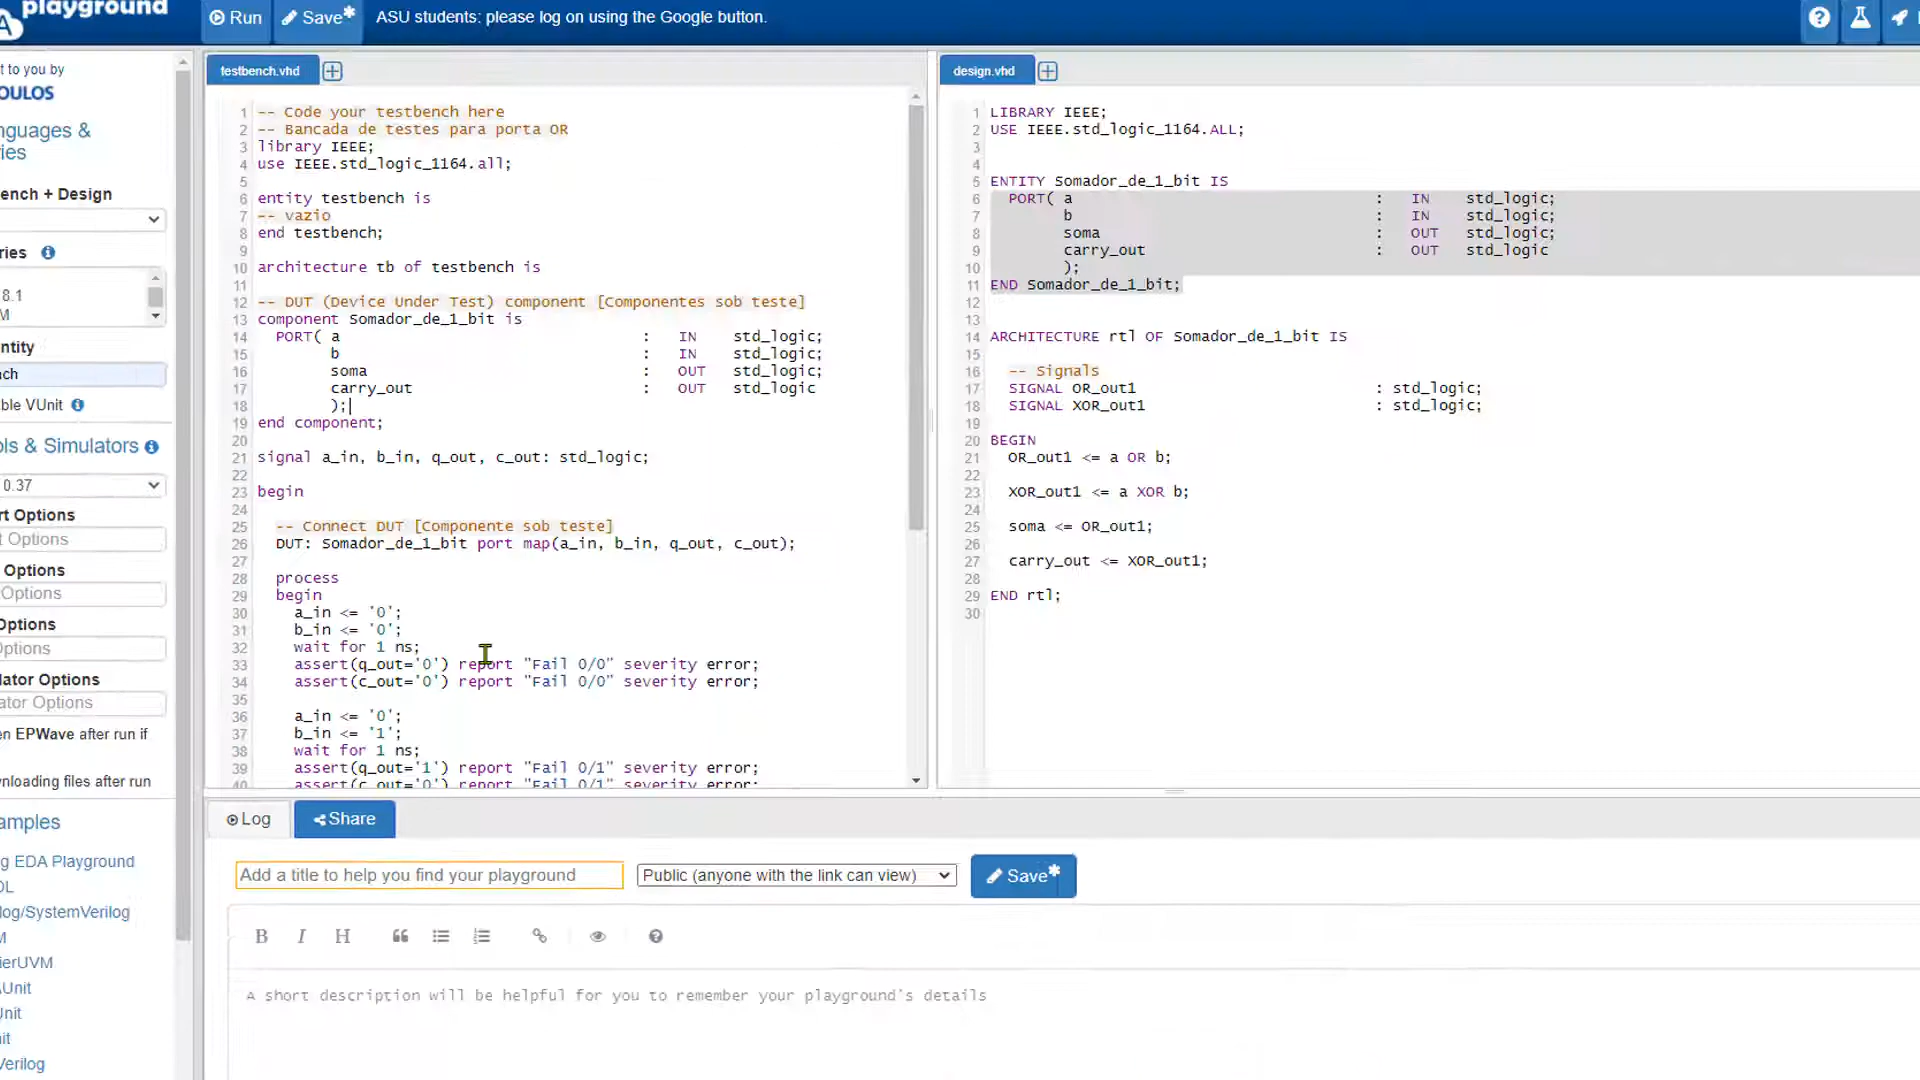 playground
Run
Save*
ASU students: please log on using the Google button.
t to you by
OULOS
nguages &
ries
ench + Design
ries
8.1
M
ntity
ch
ble VUnit
ols & Simulators
0.37
rt Options
t Options
Options
Options
Options
Options
lator Options
ator Options
n EPWave after run if
wnloading files after run
amples
g EDA Playground
DL
log/SystemVerilog
M
ierUVM
Unit
Unit
it
Verilog
testbench.vhd
1 -- Code your testbench here
2 -- Bancada de testes para porta OR
3 library IEEE;
4 use IEEE.std_logic_1164.all;
5
6 entity testbench is
7 -- vazio
8 end testbench;
9
10 architecture tb of testbench is
11
12 -- DUT (Device Under Test) component [Componentes sob teste]
13 component Somador_de_1_bit is
14 PORT( a : IN std_logic;
15 b : IN std_logic;
16 soma : OUT std_logic;
17 carry_out : OUT std_logic
18 );
19 end component;
20
21 signal a_in, b_in, q_out, c_out: std_logic;
22
23 begin
24
25 -- Connect DUT [Componente sob teste]
26 DUT: Somador_de_1_bit port map(a_in, b_in, q_out, c_out);
27
28 process
29 begin
30 a_in <= '0';
31 b_in <= '0';
32 wait for 1 ns;
33 assert(q_out='0') report "Fail 0/0" severity error;
34 assert(c_out='0') report "Fail 0/0" severity error;
35
36 a_in <= '0';
37 b_in <= '1';
38 wait for 1 ns;
39 assert(q_out='1') report "Fail 0/1" severity error;
40 assert(c_out='0') report "Fail 0/1" severity error;
design.vhd
1 LIBRARY IEEE;
2 USE IEEE.std_logic_1164.ALL;
3
4
5 ENTITY Somador_de_1_bit IS
6 PORT( a : IN std_logic;
7 b : IN std_logic;
8 soma : OUT std_logic;
9 carry_out : OUT std_logic
10 );
11 END Somador_de_1_bit;
12
13
14 ARCHITECTURE rtl OF Somador_de_1_bit IS
15
16 -- Signals
17 SIGNAL OR_out1 : std_logic;
18 SIGNAL XOR_out1 : std_logic;
19
20 BEGIN
21 OR_out1 <= a OR b;
22
23 XOR_out1 <= a XOR b;
24
25 soma <= OR_out1;
26
27 carry_out <= XOR_out1;
28
29 END rtl;
30
Log
Share
Add a title to help you find your playground
Public (anyone with the link can view)
Save*
B I H
A short description will be helpful for you to remember your playground's details